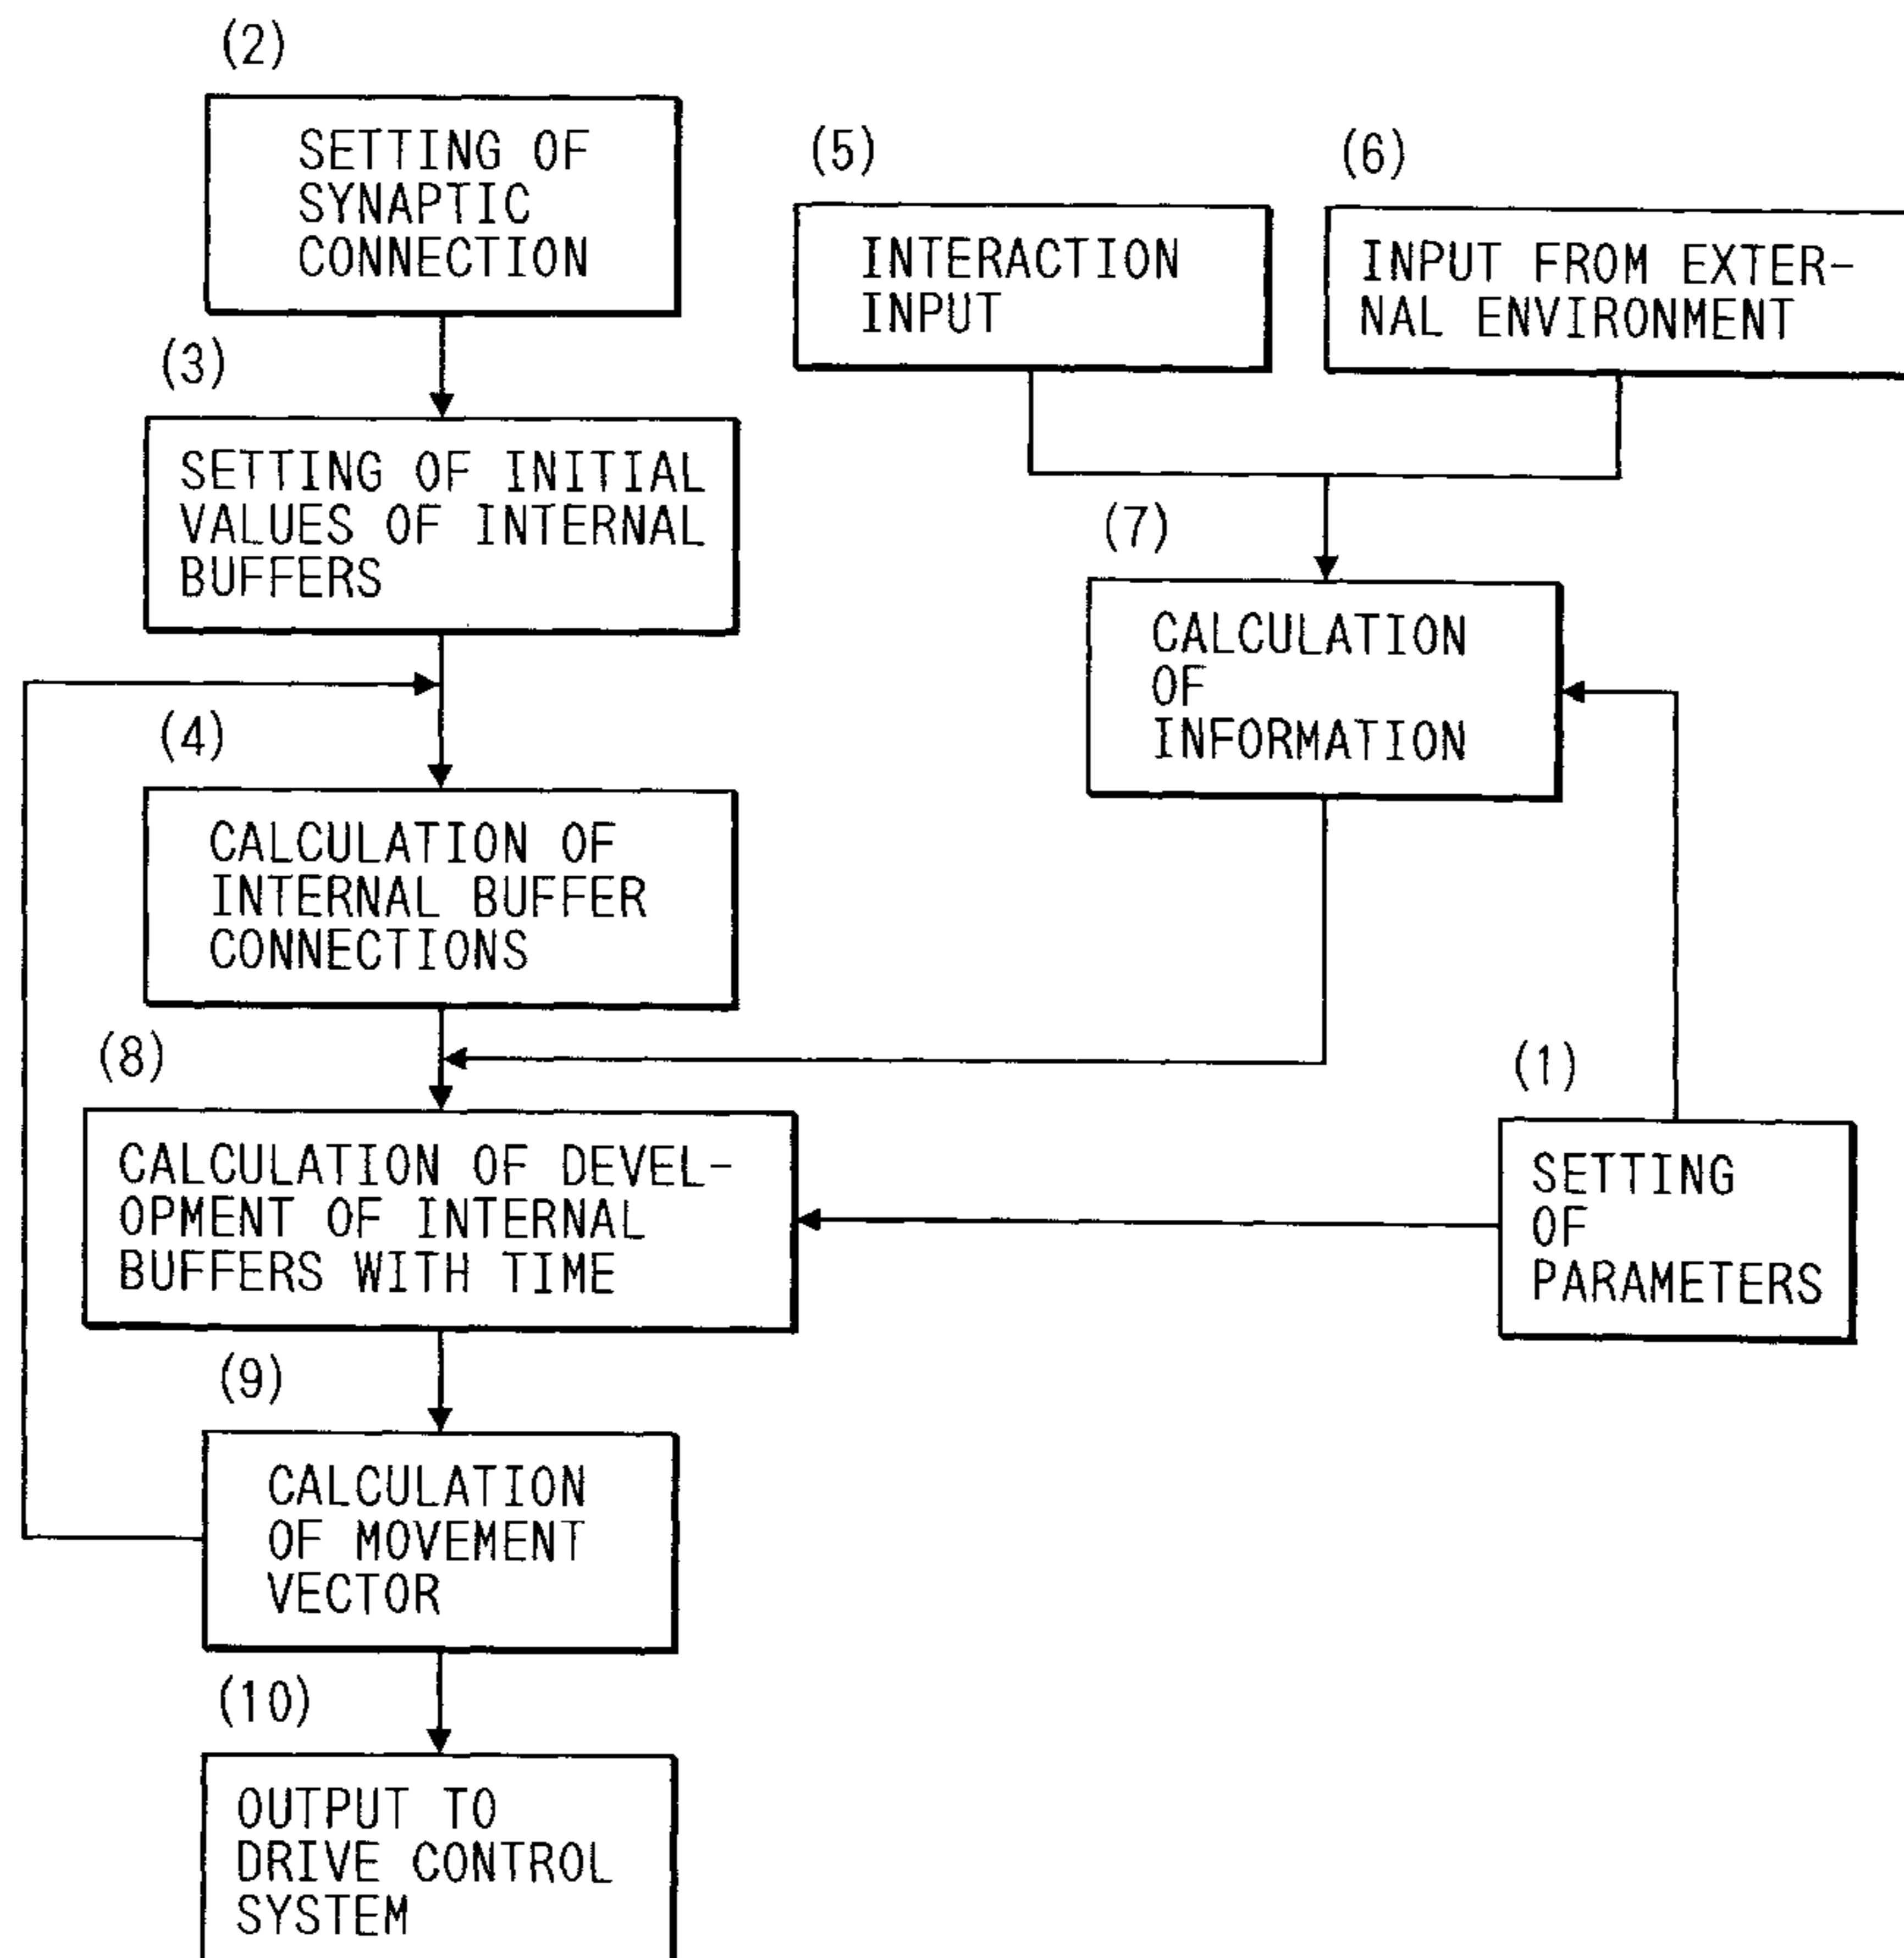 (2)
SETTING OF
SYNAPTIC
CONNECTION
(5)
INTERACTION
INPUT
(6)
INPUT FROM EXTER-
NAL ENVIRONMENT
(3)
SETTING OF INITIAL
VALUES OF INTERNAL
BUFFERS
(7)
CALCULATION
OF
INFORMATION
(4)
CALCULATION OF
INTERNAL BUFFER
CONNECTIONS
(8)
CALCULATION OF DEVEL-
OPMENT OF INTERNAL
BUFFERS WITH TIME
(1)
SETTING
OF
PARAMETERS
(9)
CALCULATION
OF MOVEMENT
VECTOR
(10)
OUTPUT TO
DRIVE CONTROL
SYSTEM